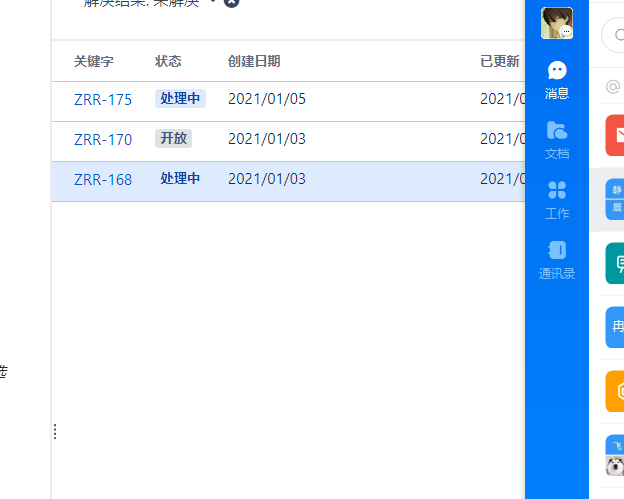 解决结果: 未解决
关键字 状态 创建日期 已更新
ZRR-175 处理中 2021/01/05 2021/0
ZRR-170 开放 2021/01/03 2021/0
ZRR-168 处理中 2021/01/03 2021/0
选
消息
文档
工作
通讯录
@
静
晨
冉
飞